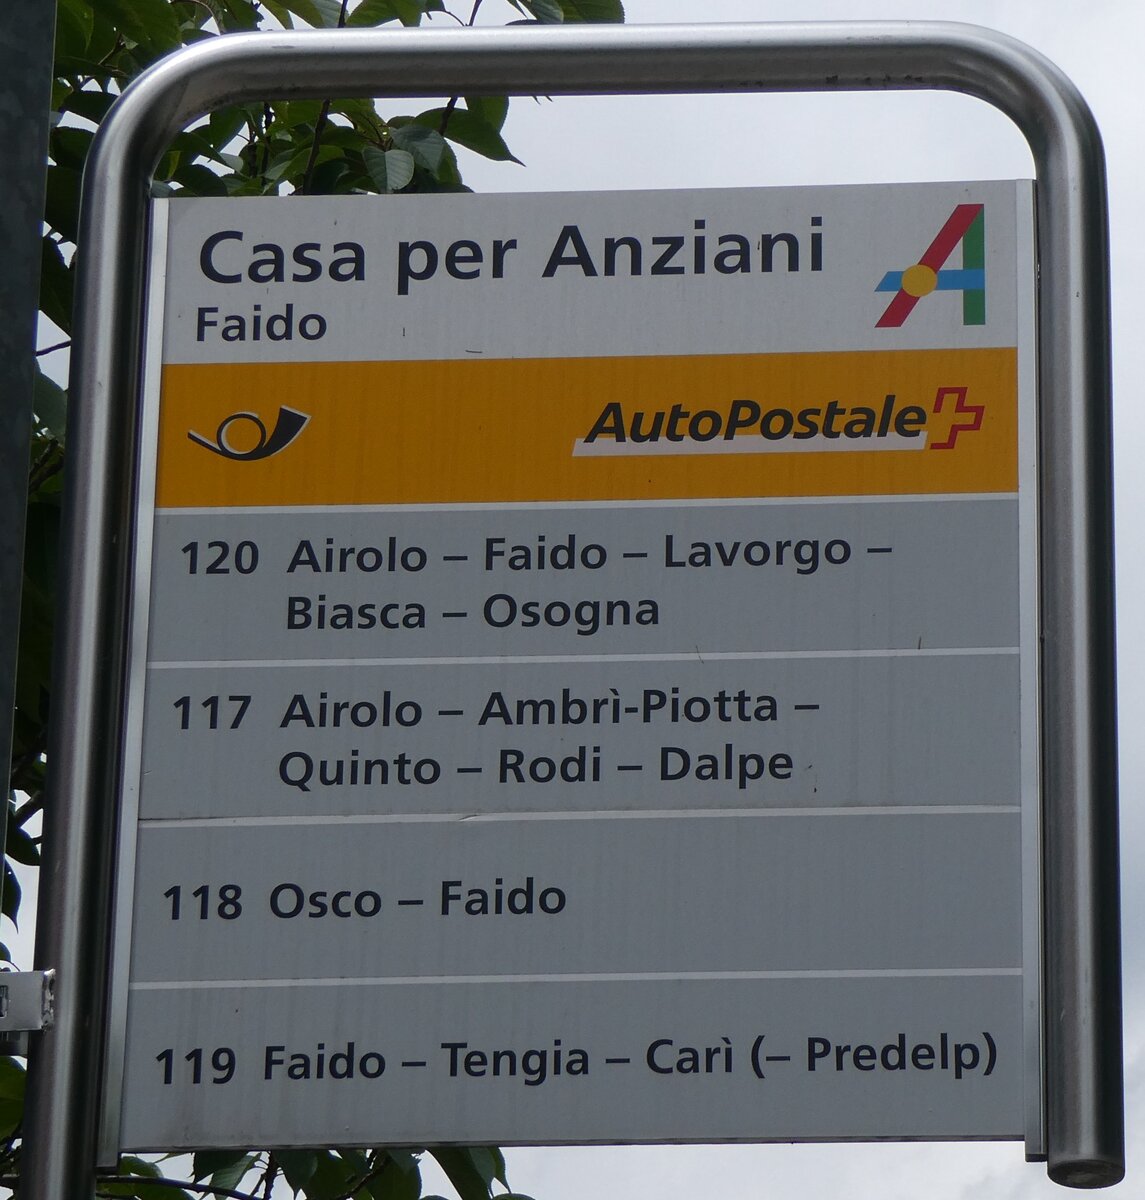 Casa per Anziani
Faido
AutoPostale
120 Airolo – Faido – Lavorgo –
Biasca – Osogna
117 Airolo – Ambrì-Piotta –
Quinto – Rodi – Dalpe
118 Osco – Faido
119 Faido – Tengia – Carì (– Predelp)